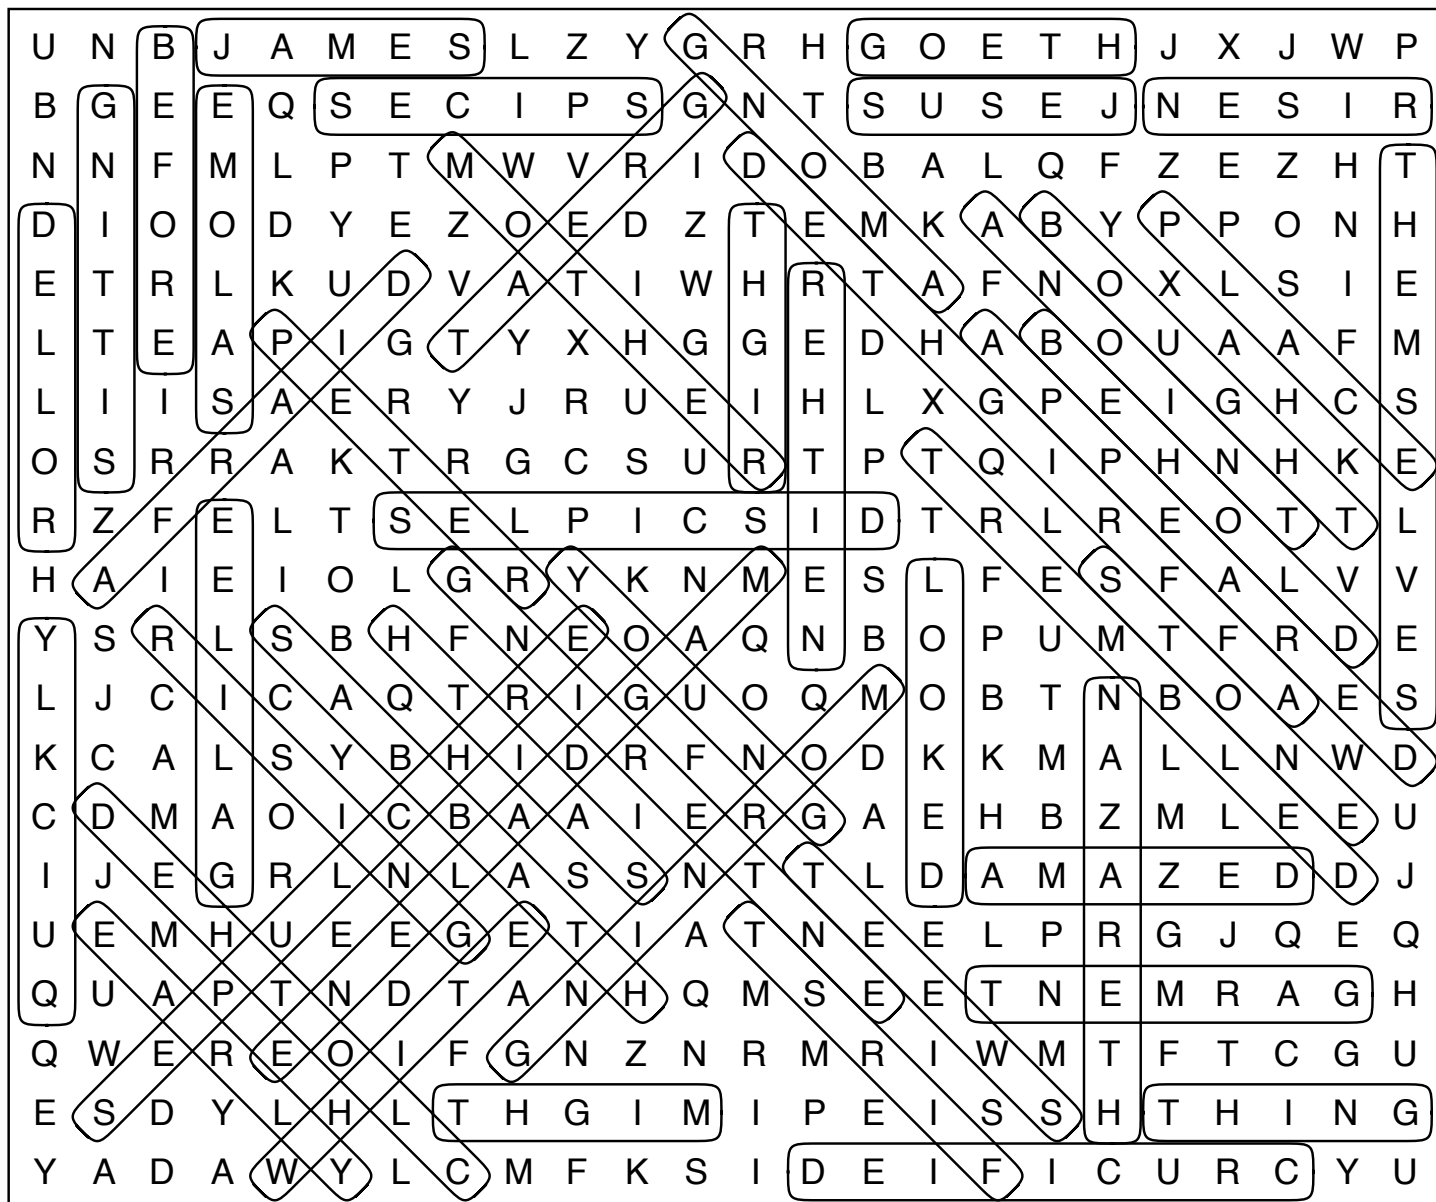 U N B J A M E S L Z Y G R H G O E T H J X J W P
B G E E Q S E C I P S G N T S U S E J N E S I R
N N F M L P T M W V R I D O B A L Q F Z E Z H T
D I O O D Y E Z O E D Z T E M K A B Y P P O N H
E T R L K U D V A T I W H R T A F N O X L S I E
L T E A P I G T Y X H G G E D H A B O U A A F M
L I I S A E R Y J R U E I H L X G P E I G H C S
O S R R A K T R G C S U R T P T Q I P H N H K E
R Z F E L T S E L P I C S I D T R L R E O T T L
H A I E I O L G R Y K N M E S L F E S F A L V V
Y S R L S B H F N E O A Q N B O P U M T F R D E
L J C I C A Q T R I G U O Q M O B T N B O A E S
K C A L S Y B H I D R F N O D K K M A L L N W D
C D M A O I C B A A I E R G A E H B Z M L E E U
I J E G R L N L A S S N T T L D A M A Z E D D J
U E M H U E E G E T I A T N E E L P R G J Q E Q
Q U A P T N D T A N H Q M S E E T N E M R A G H
Q W E R E O I F G N Z N R M R I W M T F T C G U
E S D Y L H L T H G I M I P E I S S H T H I N G
Y A D A W Y L C M F K S I D E I F I C U R C Y U